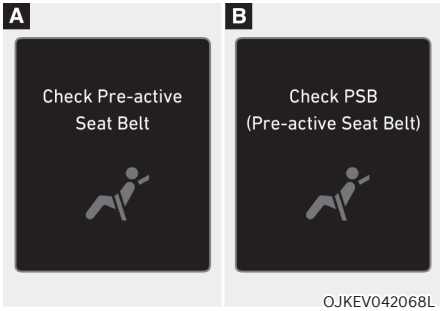 A
Check Pre-active
Seat Belt
B
Check PSB
(Pre-active Seat Belt)
OJKEV042068L